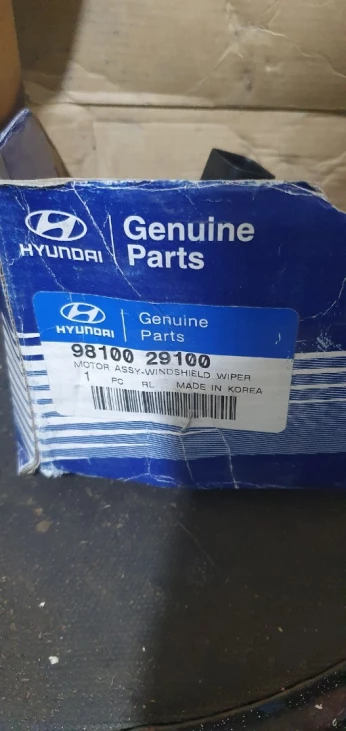 HYUNDAI
Genuine
Parts
HYUNDAI
Genuine
Parts
98100 29100
MOTOR ASSY-WINDSHIELD WIPER
1 PC RL MADE IN KOREA